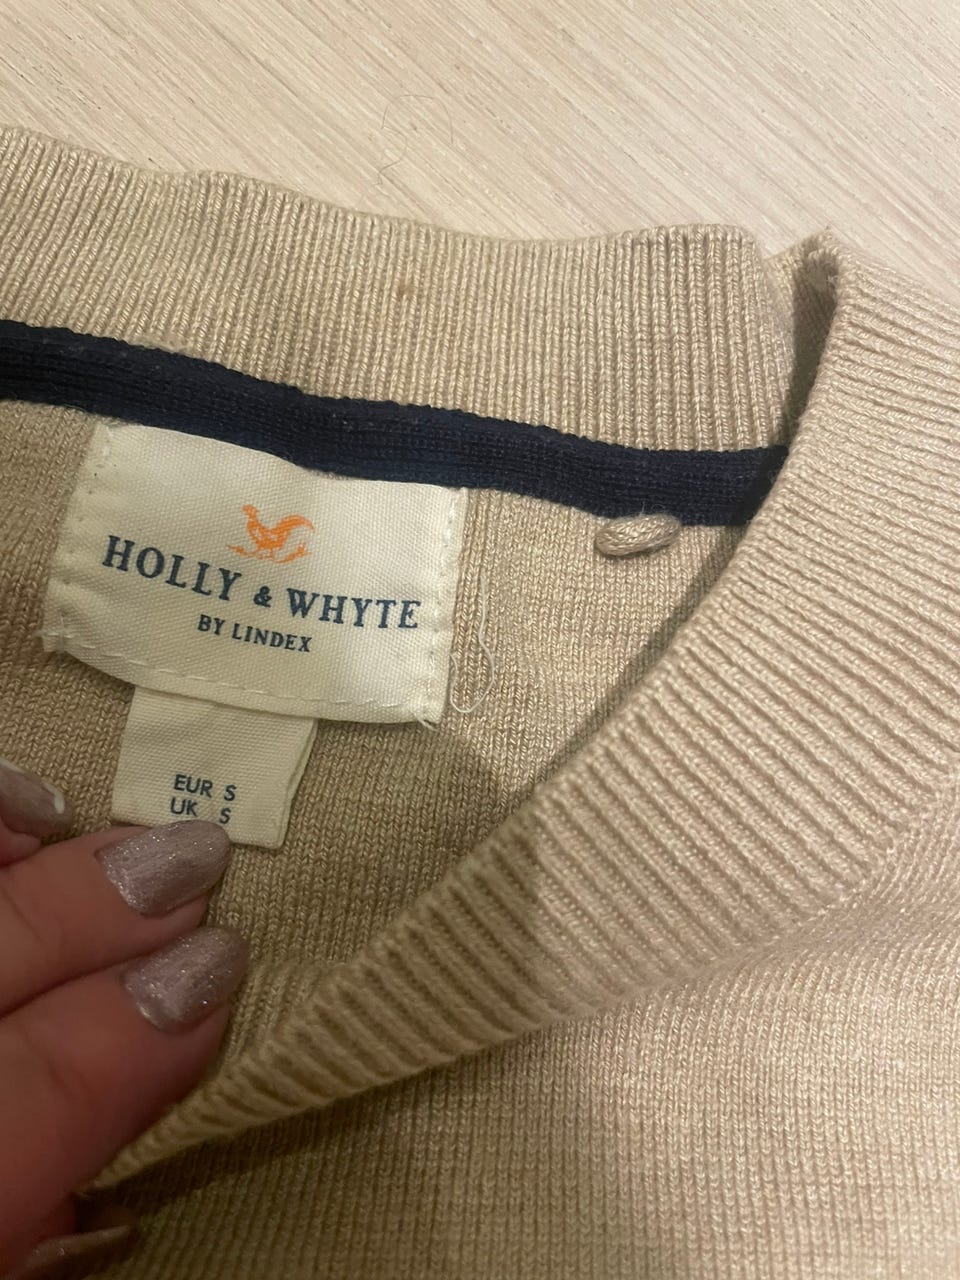 HOLLY & WHYTE
BY LINDEX
EUR S
UK S